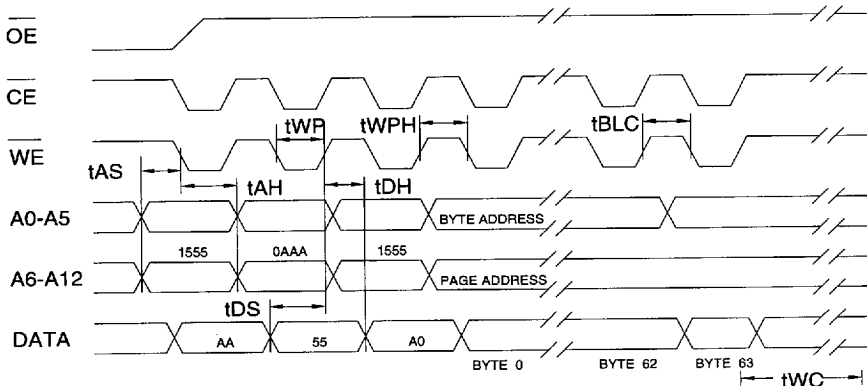 OE
CE
tWP tWPH tBLC
WE
tAS
tAH tDH
A0-A5 BYTE ADDRESS
1555 0AAA 1555
A6-A12 PAGE ADDRESS
tDS
DATA AA 55 A0
BYTE 0 BYTE 62 BYTE 63
tWC